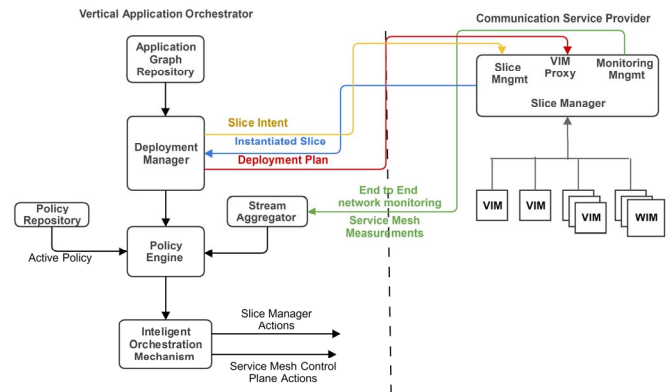 Vertical Application Orchestrator
Communication Service Provider
Application
Graph
Repository
Slice
Mngmt
VIM
Proxy
Monitoring
Mngmt
Slice Manager
Slice Intent
Instantiated Slice
Deployment Plan
Deployment
Manager
End to End
network monitoring
Service Mesh
Measurements
Policy
Repository
Stream
Aggregator
VIM
VIM
VIM
WIM
Active Policy
Policy
Engine
Inteligent
Orchestration
Mechanism
Slice Manager
Actions
Service Mesh Control
Plane Actions